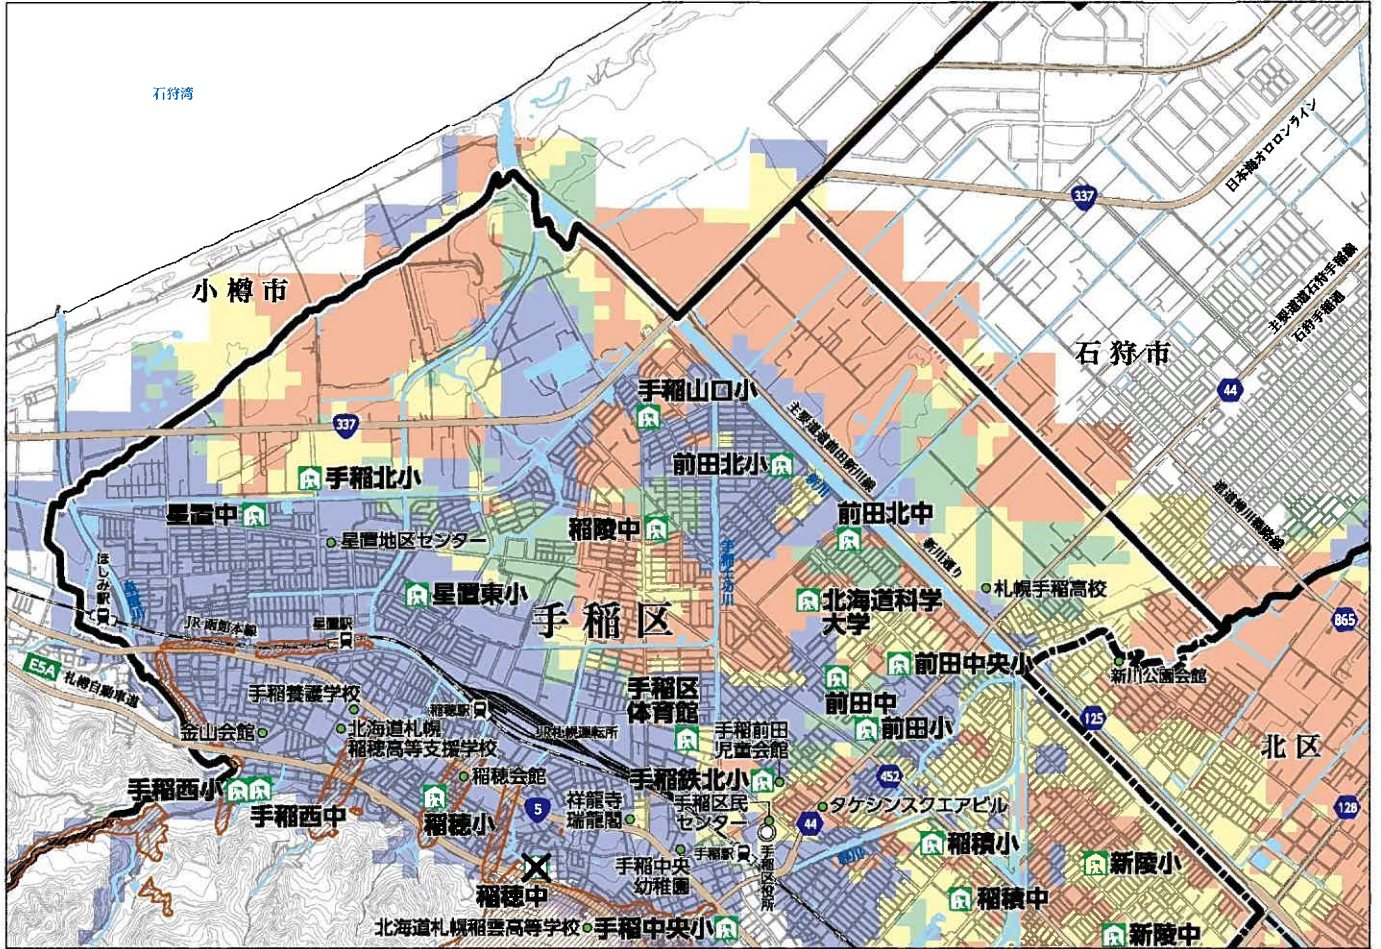 石狩湾
日本海オロロンライン
337
小樽市
主要道道石狩手稲線
石狩手稲通
石狩市
44
手稲山口小
主要道道前田新川線
337
前田北小
新川
手稲北小
星置中
前田北中
稲陵中
星置地区センター
新川通り
ほしみ駅
星置東小
札幌手稲高校
北海道科学
大学
手稲区
JR函館本線
星置駅
865
E5A
札樽自動車道
前田中央小
新川公園会館
手稲養護学校
手稲区
体育館
前田中
稲穂駅
125
金山会館
北海道札幌
稲穂高等支援学校
JR札幌運転所
手稲前田
児童会館
前田小
北区
稲穂会館
手稲鉄北小
452
手稲西小
手稲西中
5
祥龍寺
瑞龍閣
手稲区民
センター
タケシンスクエアビル
128
稲穂小
44
手稲駅
手稲区役所
稲積小
手稲中央
幼稚園
新陵小
稲穂中
稲積中
北海道札幌稲雲高等学校
手稲中央小
新陵中